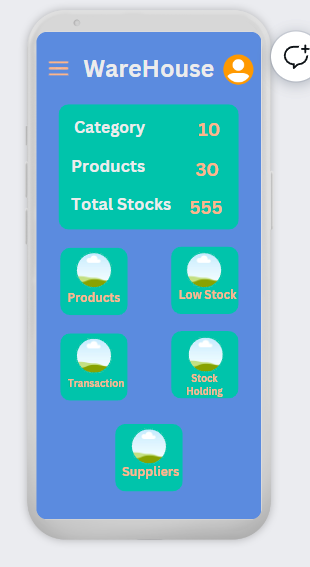 WareHouse
Category 10
Products 30
Total Stocks 555
Products
Low Stock
Transaction
Stock
Holding
Suppliers